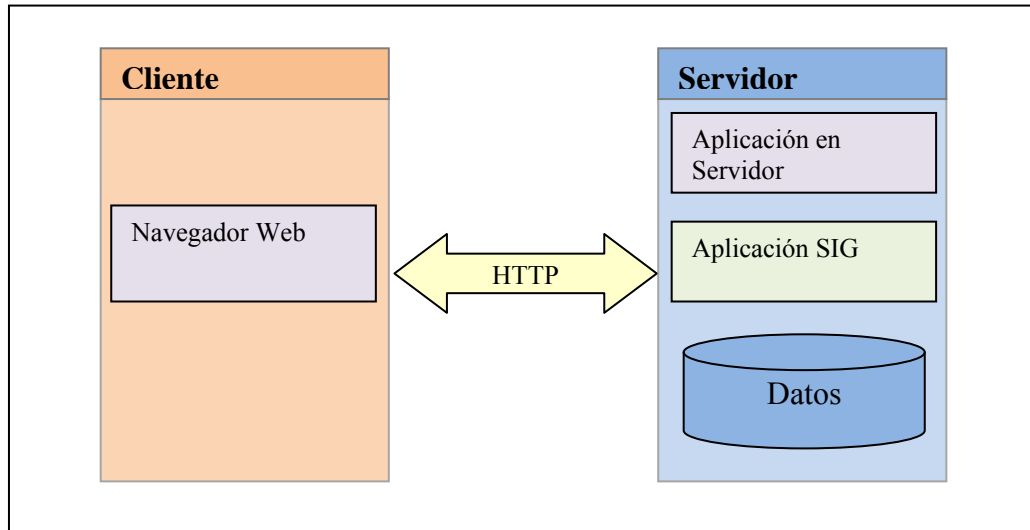 Cliente
Navegador Web
HTTP
Servidor
Aplicación en
Servidor
Aplicación SIG
Datos